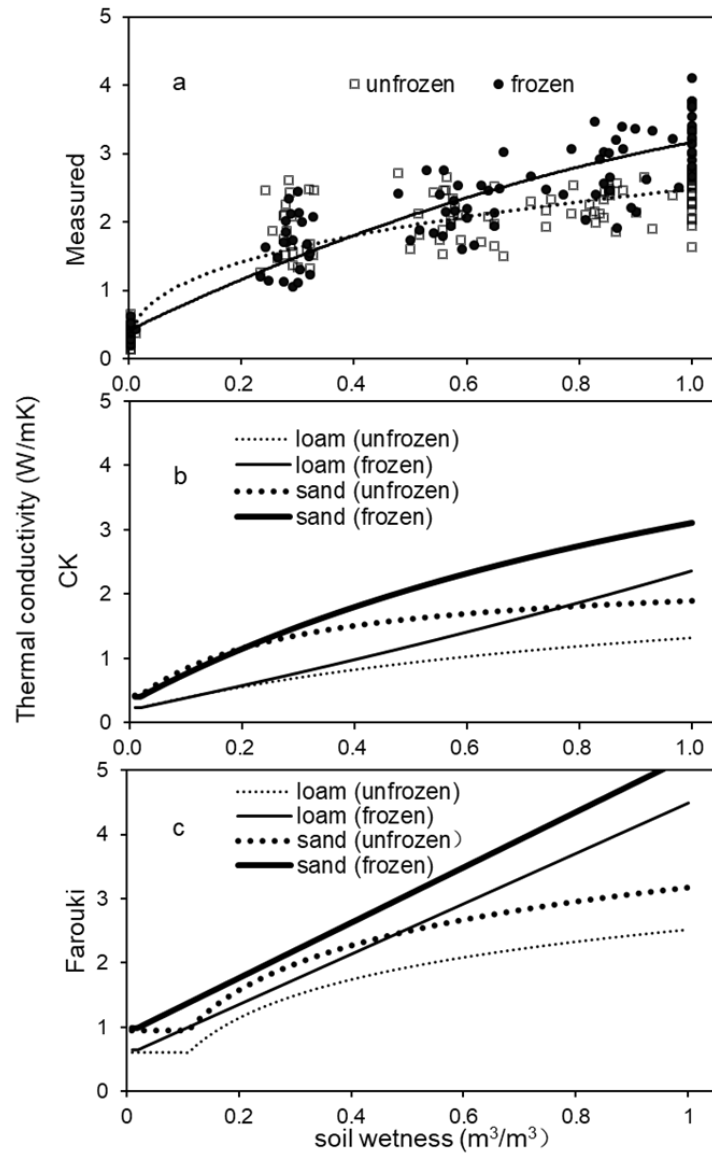 5
4
3
2
1
0
Measured
a
unfrozen
frozen
0.0
0.2
0.4
0.6
0.8
1.0
Thermal conductivity (W/mK)
5
4
3
2
1
0
CK
b
loam (unfrozen)
loam (frozen)
sand (unfrozen)
sand (frozen)
0.0
0.2
0.4
0.6
0.8
1.0
5
4
3
2
1
0
Farouki
c
loam (unfrozen)
loam (frozen)
sand (unfrozen）
sand (frozen)
0
0.2
0.4
0.6
0.8
1
soil wetness (m³/m³）